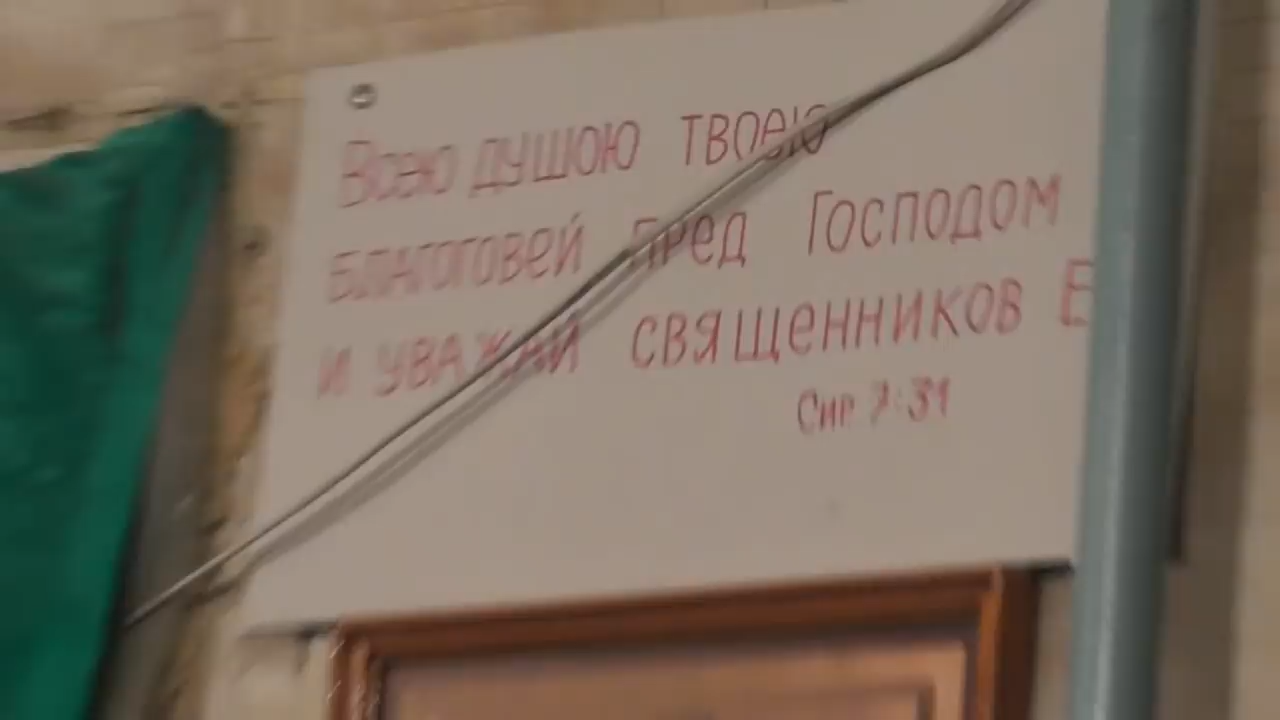 Всею душою твоею
благоговей пред Господом
и уважай священников Е
Сир 7:31